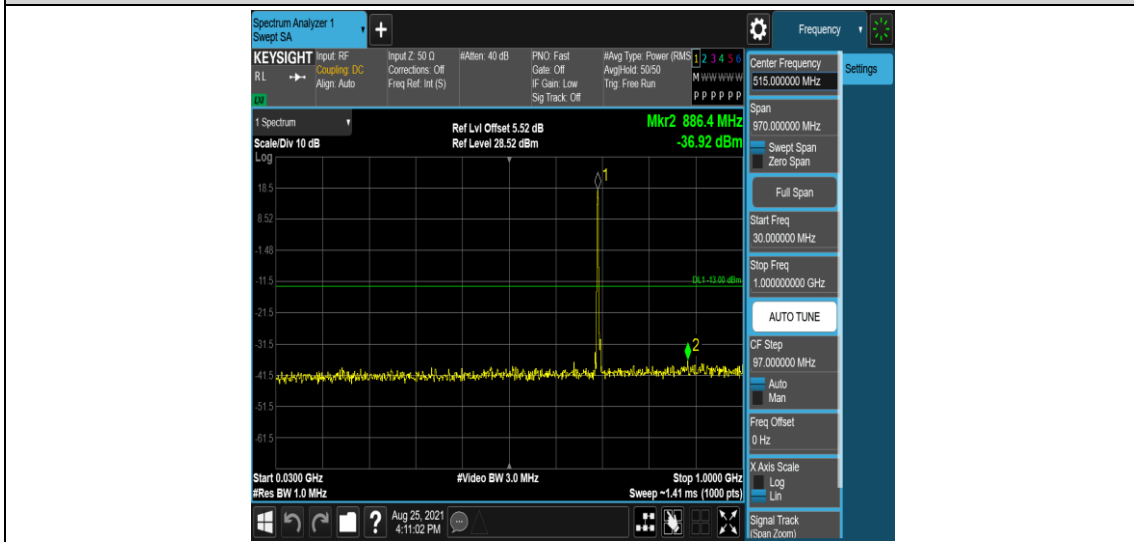 Spectrum Analyzer 1
Swept SA
+
Frequency
KEYSIGHT
RL
LXI
Input: RF
Coupling: DC
Align: Auto
Input Z: 50 Ω
Corrections: Off
Freq Ref: Int (S)
#Atten: 40 dB
PNO: Fast
Gate: Off
IF Gain: Low
Sig Track: Off
#Avg Type: Power (RMS
Avg|Hold: 50/50
Trig: Free Run
1 2 3 4 5 6
M W W W W W
P P P P P P
1 Spectrum
Scale/Div 10 dB
Log
Ref Lvl Offset 5.52 dB
Ref Level 28.52 dBm
Mkr2 886.4 MHz
-36.92 dBm
1
18.5
8.52
-1.48
-11.5
DL1 -13.00 dBm
-21.5
-31.5
2
-41.5
-51.5
-61.5
Start 0.0300 GHz
#Res BW 1.0 MHz
#Video BW 3.0 MHz
Stop 1.0000 GHz
Sweep ~1.41 ms (1000 pts)
?
Aug 25, 2021
4:11:02 PM
Center Frequency
515.000000 MHz
Settings
Span
970.000000 MHz
Swept Span
Zero Span
Full Span
Start Freq
30.000000 MHz
Stop Freq
1.000000000 GHz
AUTO TUNE
CF Step
97.000000 MHz
Auto
Man
Freq Offset
0 Hz
X Axis Scale
Log
Lin
Signal Track
(Span Zoom)